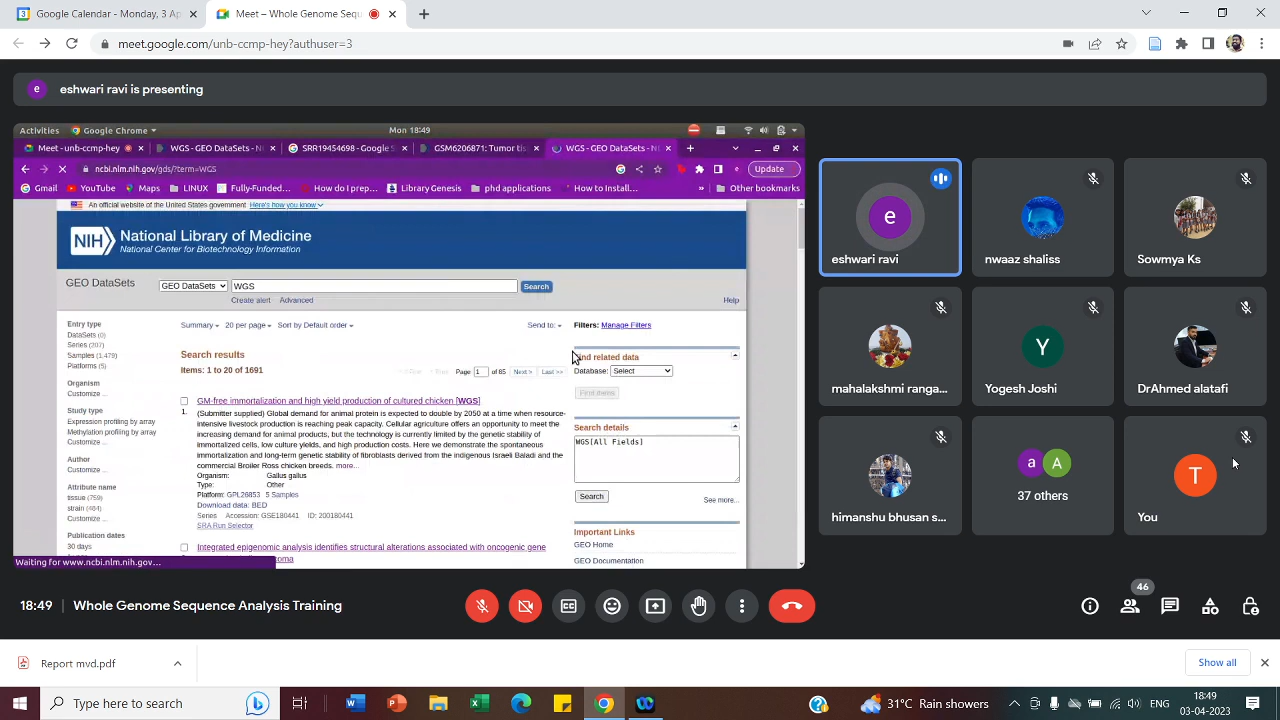 Google Calendar - Monday, 3 Ap
Meet – Whole Genome Sequ
meet.google.com/unb-ccmp-hey?authuser=3
e
eshwari ravi is presenting
Activities
Google Chrome
Mon 18:49
Meet - unb-ccmp-hey
WGS - GEO DataSets - N
SRR19454698 - Google S
GSM6206871: Tumor tis
WGS - GEO DataSets - N
ncbi.nlm.nih.gov/gds/?term=WGS
Update
Gmail
YouTube
Maps
LINUX
Fully-Funded...
How do I prep...
Library Genesis
phd applications
How to Install...
»
Other bookmarks
An official website of the United States government
Here's how you know
NIH
National Library of Medicine
National Center for Biotechnology Information
GEO DataSets
GEO DataSets
WGS
Search
Create alert
Advanced
Help
Entry type
DataSets (0)
Series (207)
Samples (1,479)
Platforms (5)
Organism
Customize ...
Study type
Expression profiling by array
Methylation profiling by array
Customize ...
Author
Customize ...
Attribute name
tissue (759)
strain (484)
Customize ...
Publication dates
30 days
Summary
20 per page
Sort by Default order
Send to:
Search results
Items: 1 to 20 of 1691
Page 1 of 85
Next >
Last >>
GM-free immortalization and high yield production of cultured chicken [WGS]
1.
(Submitter supplied) Global demand for animal protein is expected to double by 2050 at a time when resource-
intensive livestock production is reaching peak capacity. Cellular agriculture offers an opportunity to meet the
increasing demand for animal products, but the technology is currently limited by the genetic stability of
immortalized cells, low culture yields, and high production costs. Here we demonstrate the spontaneous
immortalization and long-term genetic stability of fibroblasts derived from the indigenous Israeli Baladi and the
commercial Broiler Ross chicken breeds. more...
Organism: Gallus gallus
Type: Other
Platform: GPL26853 5 Samples
Download data: BED
Series Accession: GSE180441 ID: 200180441
SRA Run Selector
Integrated epigenomic analysis identifies structural alterations associated with oncogenic gene
Waiting for www.ncbi.nlm.nih.gov...
Filters: Manage Filters
related data
Database: Select
Find items
Search details
WGS[All Fields]
Search
See more...
Important Links
GEO Home
GEO Documentation
e
eshwari ravi
nwaaz shaliss
Sowmya Ks
mahalakshmi ranga...
Y
Yogesh Joshi
DrAhmed alatafi
himanshu bhusan s...
a
A
37 others
T
You
18:49
Whole Genome Sequence Analysis Training
46
Report mvd.pdf
Show all
Type here to search
31°C Rain showers
ENG
18:49
03-04-2023